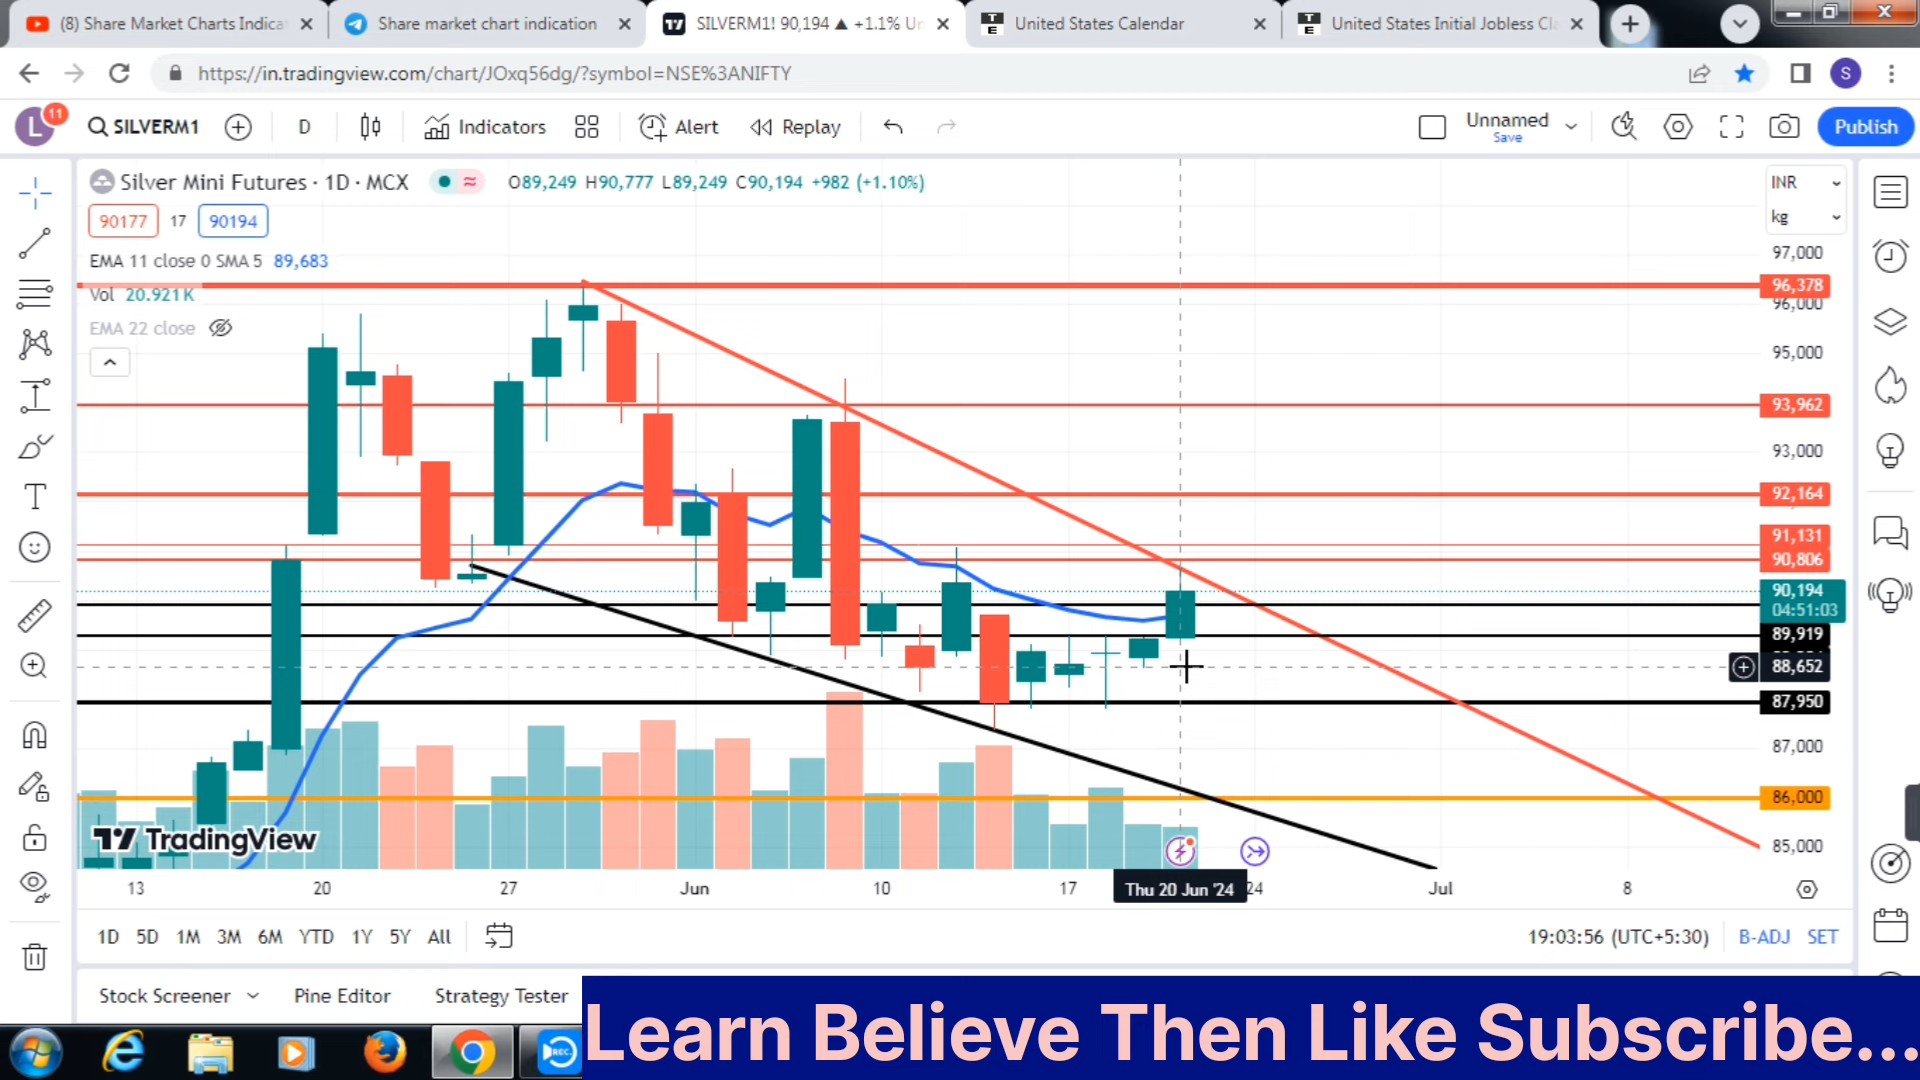 (8) Share Market Charts Indica
Share market chart indication
SILVERM1! 90,194 ▲ +1.1% Un
United States Calendar
United States Initial Jobless Cla
https://in.tradingview.com/chart/JOxq56dg/?symbol=NSE%3ANIFTY
S
L
11
SILVERM1
D
Indicators
Alert
Replay
Unnamed
Save
Publish
Silver Mini Futures · 1D · MCX
O89,249 H90,777 L89,249 C90,194 +982 (+1.10%)
INR
kg
90177
17
90194
EMA 11 close 0 SMA 5 89,683
Vol 20.921K
EMA 22 close
97,000
96,378
96,000
95,000
93,962
93,000
92,164
91,131
90,806
90,194
04:51:03
89,919
88,652
87,950
87,000
86,000
85,000
TradingView
13
20
27
Jun
10
17
Thu 20 Jun '24
24
Jul
8
1D
5D
1M
3M
6M
YTD
1Y
5Y
All
19:03:56 (UTC+5:30)
B-ADJ
SET
Stock Screener
Pine Editor
Strategy Tester
REC
Learn Believe Then Like Subscribe...